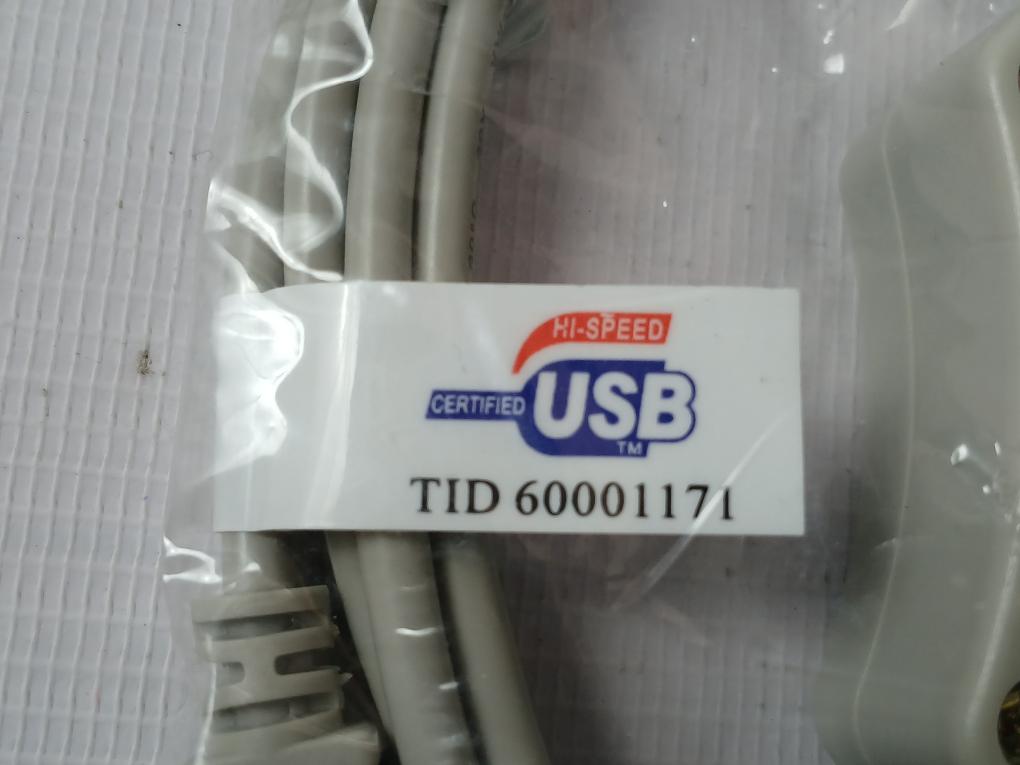 HI-SPEED
CERTIFIED USB
TM
TID 60001171